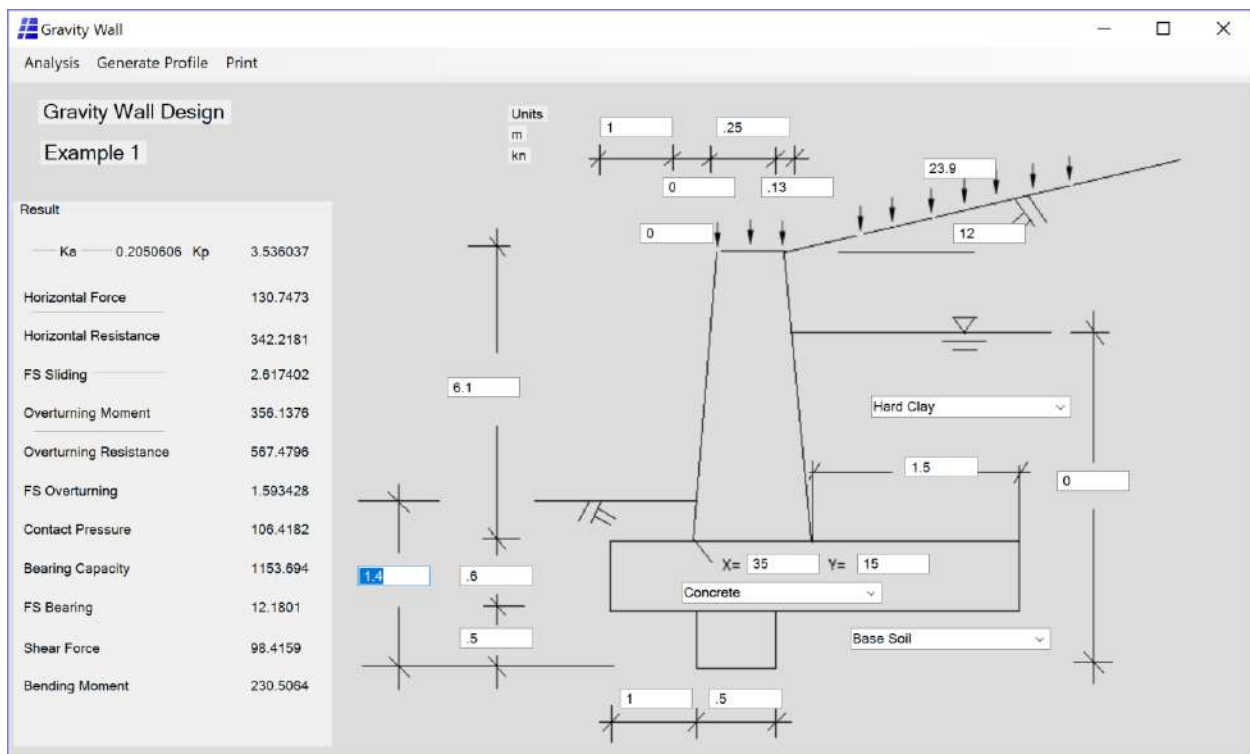 Gravity Wall
Analysis Generate Profile Print
Gravity Wall Design
Example 1
Units
m
kn
1 .25
0 .13
23.9
0
12
Result
Ka 0.2050606 Kp 3.536037
Horizontal Force 130.7473
Horizontal Resistance 342.2181
FS Sliding 2.617402
Overturning Moment 356.1376
Overturning Resistance 567.4796
FS Overturning 1.593428
Contact Pressure 106.4182
Bearing Capacity 1153.694
FS Bearing 12.1801
Shear Force 98.4159
Bending Moment 230.5064
6.1
Hard Clay
1.5
0
X= 35 Y= 15
1.4 .6
Concrete
.5
Base Soil
1 .5